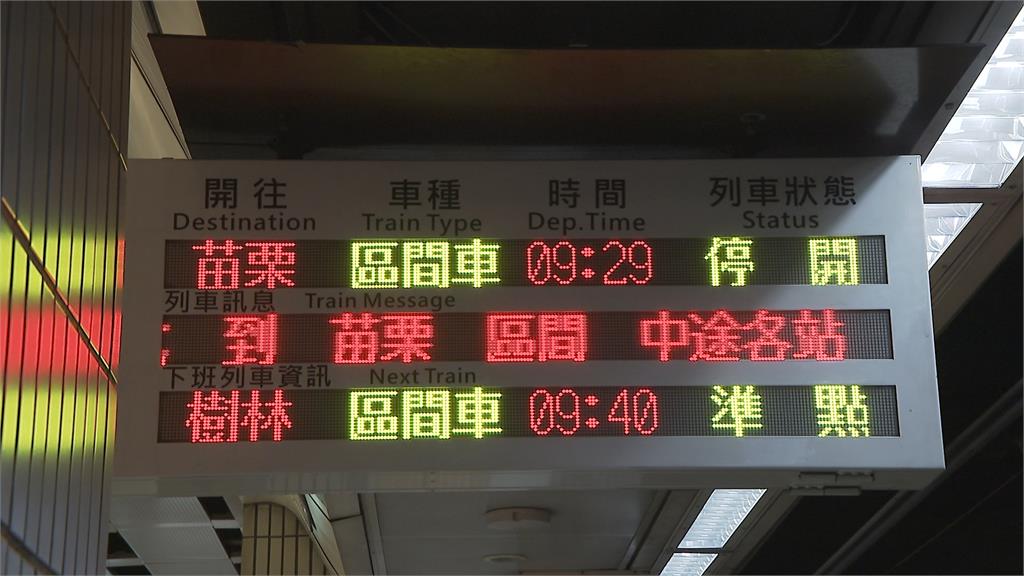 開往 車種 時間 列車狀態
Destination Train Type Dep.Time Status
苗栗 區間車 09:29 停開
列車訊息 Train Message
到 苗栗 區間 中途各站
下班列車資訊 Next Train
樹林 區間車 09:40 準點